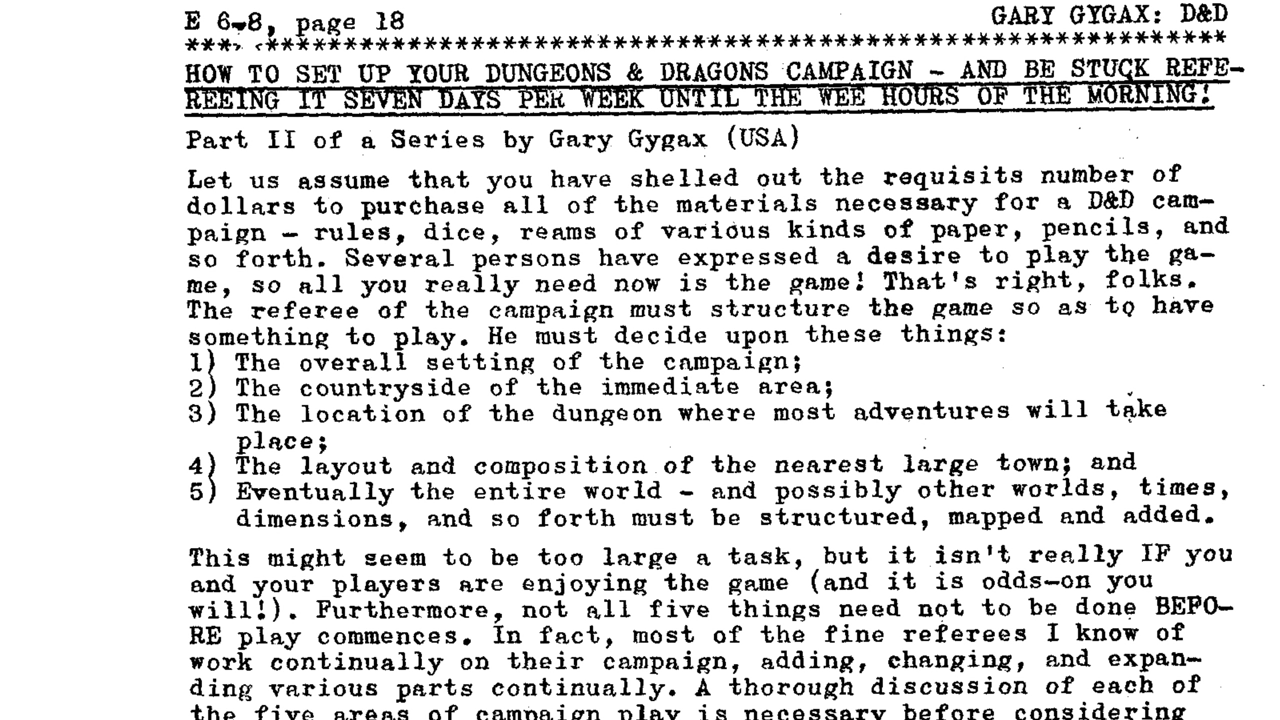 E 6-8, page 18
GARY GYGAX: D&D
HOW TO SET UP YOUR DUNGEONS & DRAGONS CAMPAIGN - AND BE STUCK REFE-
REEING IT SEVEN DAYS PER WEEK UNTIL THE WEE HOURS OF THE MORNING!
Part II of a Series by Gary Gygax (USA)
Let us assume that you have shelled out the requisits number of
dollars to purchase all of the materials necessary for a D&D cam-
paign - rules, dice, reams of various kinds of paper, pencils, and
so forth. Several persons have expressed a desire to play the ga-
me, so all you really need now is the game! That's right, folks.
The referee of the campaign must structure the game so as to have
something to play. He must decide upon these things:
1) The overall setting of the campaign;
2) The countryside of the immediate area;
3) The location of the dungeon where most adventures will take
place;
4) The layout and composition of the nearest large town; and
5) Eventually the entire world - and possibly other worlds, times,
dimensions, and so forth must be structured, mapped and added.
This might seem to be too large a task, but it isn't really IF you
and your players are enjoying the game (and it is odds-on you
will!). Furthermore, not all five things need not to be done BEFO-
RE play commences. In fact, most of the fine referees I know of
work continually on their campaign, adding, changing, and expan-
ding various parts continually. A thorough discussion of each of
the five areas of campaign play is necessary before considering